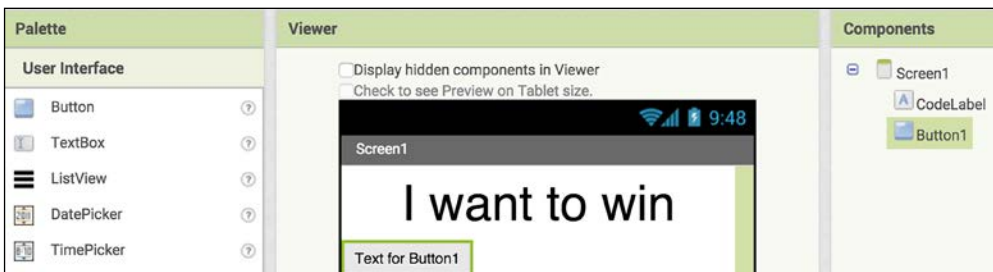 Palette
User Interface
Button
TextBox
ListView
DatePicker
TimePicker
Viewer
Display hidden components in Viewer
Check to see Preview on Tablet size.
9:48
Screen1
I want to win
Text for Button1
Components
Screen1
A CodeLabel
Button1